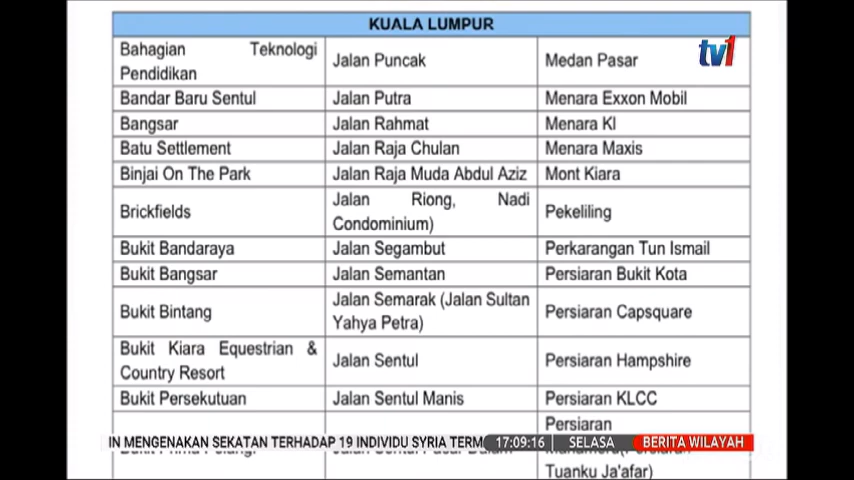 KUALA LUMPUR
tv1
Bahagian Teknologi
Pendidikan
Jalan Puncak
Medan Pasar
Bandar Baru Sentul
Jalan Putra
Menara Exxon Mobil
Bangsar
Jalan Rahmat
Menara KI
Batu Settlement
Jalan Raja Chulan
Menara Maxis
Binjai On The Park
Jalan Raja Muda Abdul Aziz
Mont Kiara
Brickfields
Jalan Riong, Nadi
Condominium)
Pekeliling
Bukit Bandaraya
Jalan Segambut
Perkarangan Tun Ismail
Bukit Bangsar
Jalan Semantan
Persiaran Bukit Kota
Bukit Bintang
Jalan Semarak (Jalan Sultan
Yahya Petra)
Persiaran Capsquare
Bukit Kiara Equestrian &
Country Resort
Jalan Sentul
Persiaran Hampshire
Bukit Persekutuan
Jalan Sentul Manis
Persiaran KLCC
Persiaran
Tuanku Ja'afar)
IN MENGENAKAN SEKATAN TERHADAP 19 INDIVIDU SYRIA TERM
17:09:16
SELASA
BERITA WILAYAH